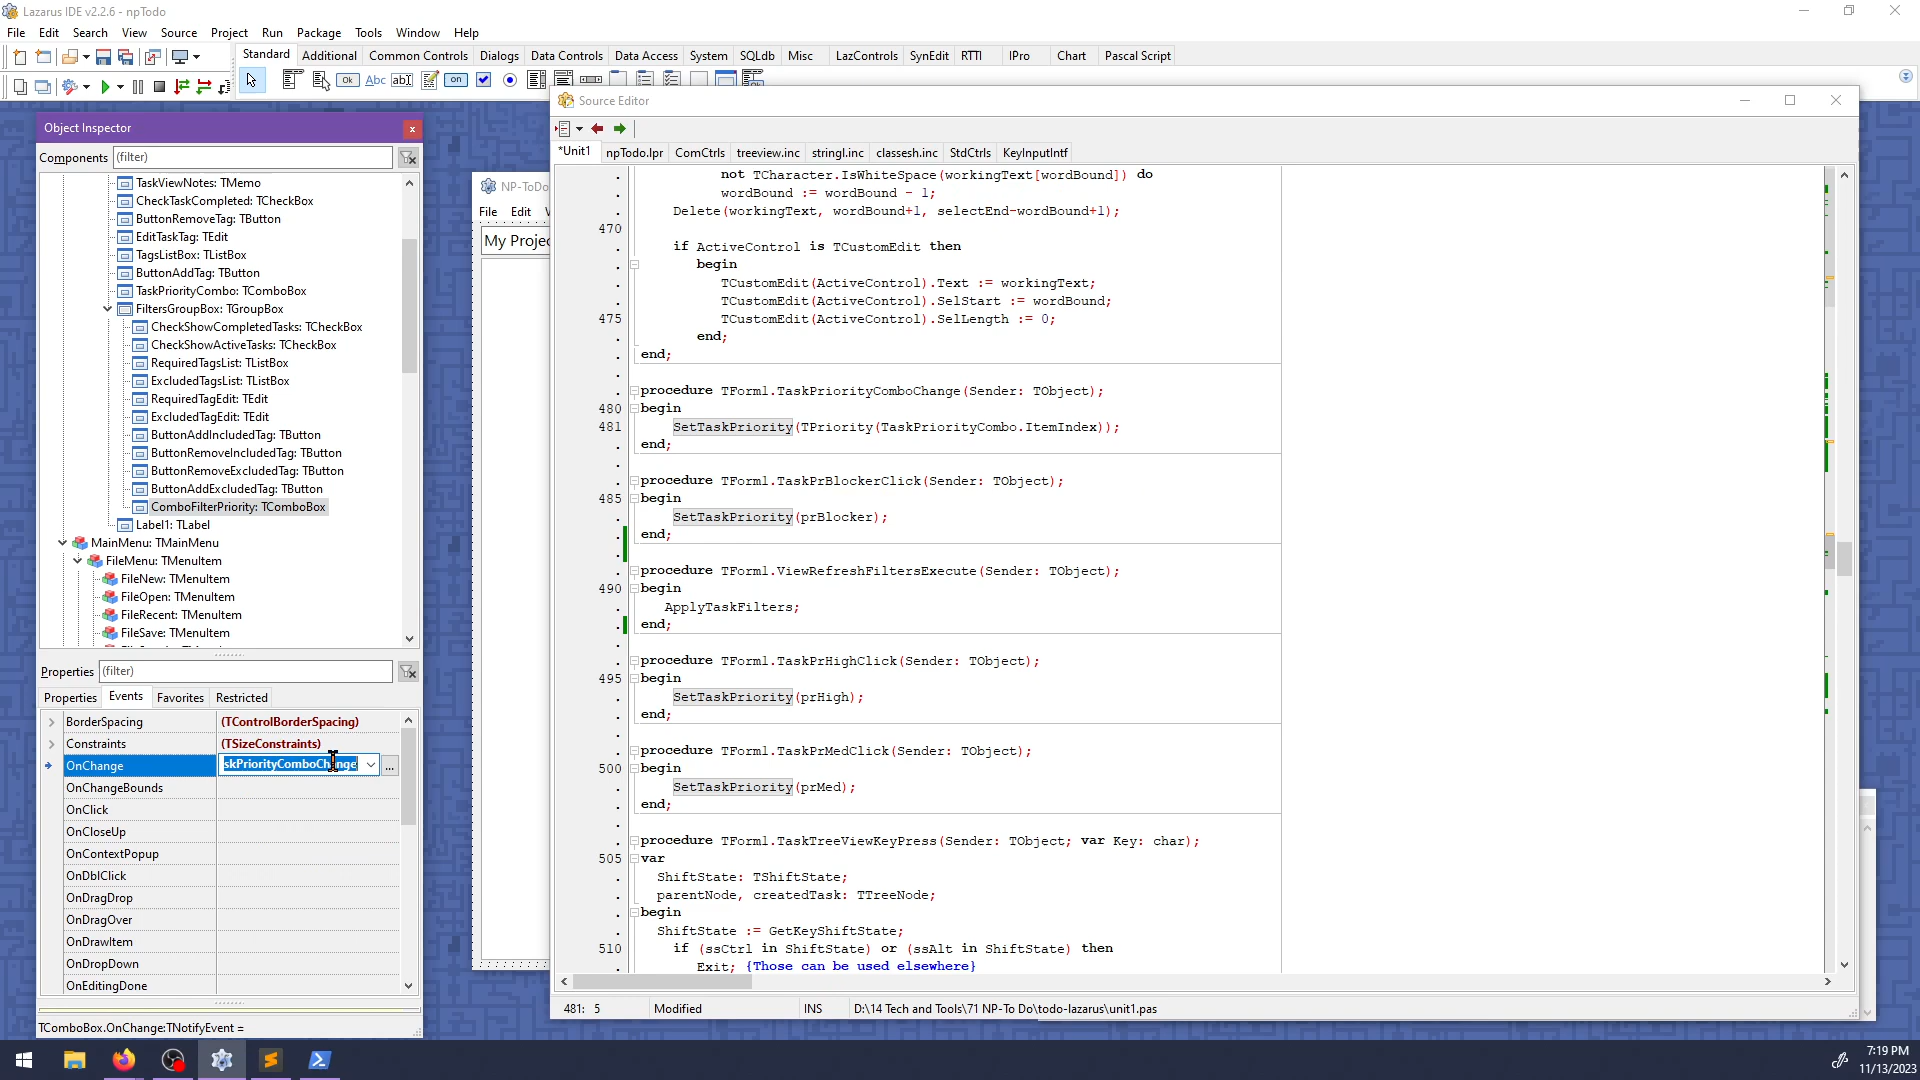 Lazarus IDE v2.2.6 - npTodo
File Edit Search View Source Project Run Package Tools Window Help
Standard Additional Common Controls Dialogs Data Controls Data Access System SQLdb Misc LazControls SynEdit RTTI IPro Chart Pascal Script
Ok Abc abI on
Object Inspector
Components (filter)
TaskViewNotes: TMemo
CheckTaskCompleted: TCheckBox
ButtonRemoveTag: TButton
EditTaskTag: TEdit
TagsListBox: TListBox
ButtonAddTag: TButton
TaskPriorityCombo: TComboBox
FiltersGroupBox: TGroupBox
CheckShowCompletedTasks: TCheckBox
CheckShowActiveTasks: TCheckBox
RequiredTagsList: TListBox
ExcludedTagsList: TListBox
RequiredTagEdit: TEdit
ExcludedTagEdit: TEdit
ButtonAddIncludedTag: TButton
ButtonRemoveIncludedTag: TButton
ButtonRemoveExcludedTag: TButton
ButtonAddExcludedTag: TButton
ComboFilterPriority: TComboBox
Label1: TLabel
MainMenu: TMainMenu
FileMenu: TMenuItem
FileNew: TMenuItem
FileOpen: TMenuItem
FileRecent: TMenuItem
FileSave: TMenuItem
Properties (filter)
Properties Events Favorites Restricted
BorderSpacing (TControlBorderSpacing)
Constraints (TSizeConstraints)
OnChange skPriorityComboChange ...
OnChangeBounds
OnClick
OnCloseUp
OnContextPopup
OnDblClick
OnDragDrop
OnDragOver
OnDrawItem
OnDropDown
OnEditingDone
TComboBox.OnChange:TNotifyEvent =
NP-ToDo
File Edit
My Projec
Source Editor
*Unit1 npTodo.lpr ComCtrls treeview.inc stringl.inc classesh.inc StdCtrls KeyInputIntf
not TCharacter.IsWhiteSpace(workingText[wordBound]) do
wordBound := wordBound - 1;
Delete(workingText, wordBound+1, selectEnd-wordBound+1);
470
if ActiveControl is TCustomEdit then
begin
TCustomEdit(ActiveControl).Text := workingText;
TCustomEdit(ActiveControl).SelStart := wordBound;
475 TCustomEdit(ActiveControl).SelLength := 0;
end;
end;
procedure TForm1.TaskPriorityComboChange(Sender: TObject);
480 begin
481 SetTaskPriority(TPriority(TaskPriorityCombo.ItemIndex));
end;
procedure TForm1.TaskPrBlockerClick(Sender: TObject);
485 begin
SetTaskPriority(prBlocker);
end;
procedure TForm1.ViewRefreshFiltersExecute(Sender: TObject);
490 begin
ApplyTaskFilters;
end;
procedure TForm1.TaskPrHighClick(Sender: TObject);
495 begin
SetTaskPriority(prHigh);
end;
procedure TForm1.TaskPrMedClick(Sender: TObject);
500 begin
SetTaskPriority(prMed);
end;
procedure TForm1.TaskTreeViewKeyPress(Sender: TObject; var Key: char);
505 var
ShiftState: TShiftState;
parentNode, createdTask: TTreeNode;
begin
ShiftState := GetKeyShiftState;
510 if (ssCtrl in ShiftState) or (ssAlt in ShiftState) then
Exit; {Those can be used elsewhere}
481: 5 Modified INS D:\14 Tech and Tools\71 NP-To Do\todo-lazarus\unit1.pas
7:19 PM
11/13/2023